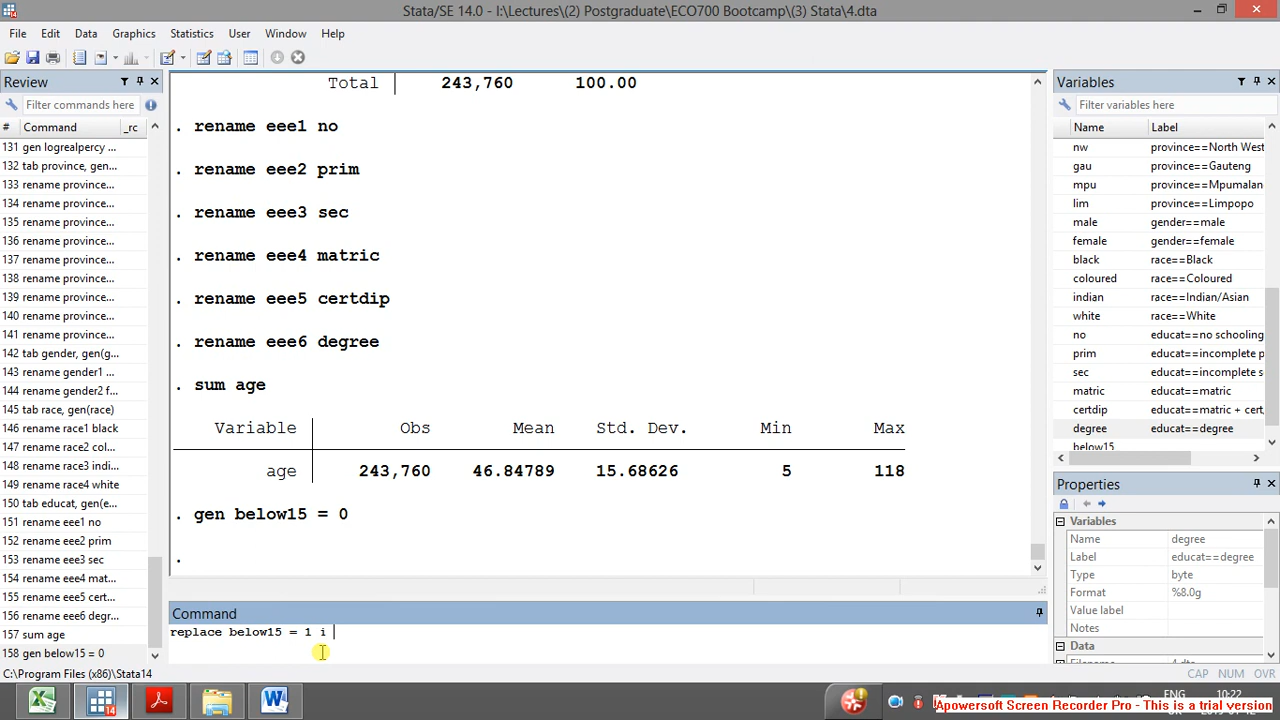 Stata/SE 14.0 - I:\Lectures\(2) Postgraduate\ECO700 Bootcamp\(3) Stata\4.dta
File Edit Data Graphics Statistics User Window Help
Review
Filter commands here
# Command _rc
131 gen logrealpercy ...
132 tab province, gen...
133 rename province...
134 rename province...
135 rename province...
136 rename province...
137 rename province...
138 rename province...
139 rename province...
140 rename province...
141 rename province...
142 tab gender, gen(g...
143 rename gender1 ...
144 rename gender2 f...
145 tab race, gen(race)
146 rename race1 black
147 rename race2 col...
148 rename race3 indi...
149 rename race4 white
150 tab educat, gen(e...
151 rename eee1 no
152 rename eee2 prim
153 rename eee3 sec
154 rename eee4 mat...
155 rename eee5 cert...
156 rename eee6 degr...
157 sum age
158 gen below15 = 0
Total 243,760 100.00
. rename eee1 no
. rename eee2 prim
. rename eee3 sec
. rename eee4 matric
. rename eee5 certdip
. rename eee6 degree
. sum age
Variable Obs Mean Std. Dev. Min Max
age 243,760 46.84789 15.68626 5 118
. gen below15 = 0
.
Command
replace below15 = 1 i
Variables
Filter variables here
Name Label
nw province==North West
gau province==Gauteng
mpu province==Mpumalan
lim province==Limpopo
male gender==male
female gender==female
black race==Black
coloured race==Coloured
indian race==Indian/Asian
white race==White
no educat==no schooling
prim educat==incomplete p
sec educat==incomplete se
matric educat==matric
certdip educat==matric + cert,
degree educat==degree
below15
Properties
Variables
Name degree
Label educat==degree
Type byte
Format %8.0g
Value label
Notes
Data
C:\Program Files (x86)\Stata14
CAP NUM OVR
ENG
10:22
Apowersoft Screen Recorder Pro - This is a trial version